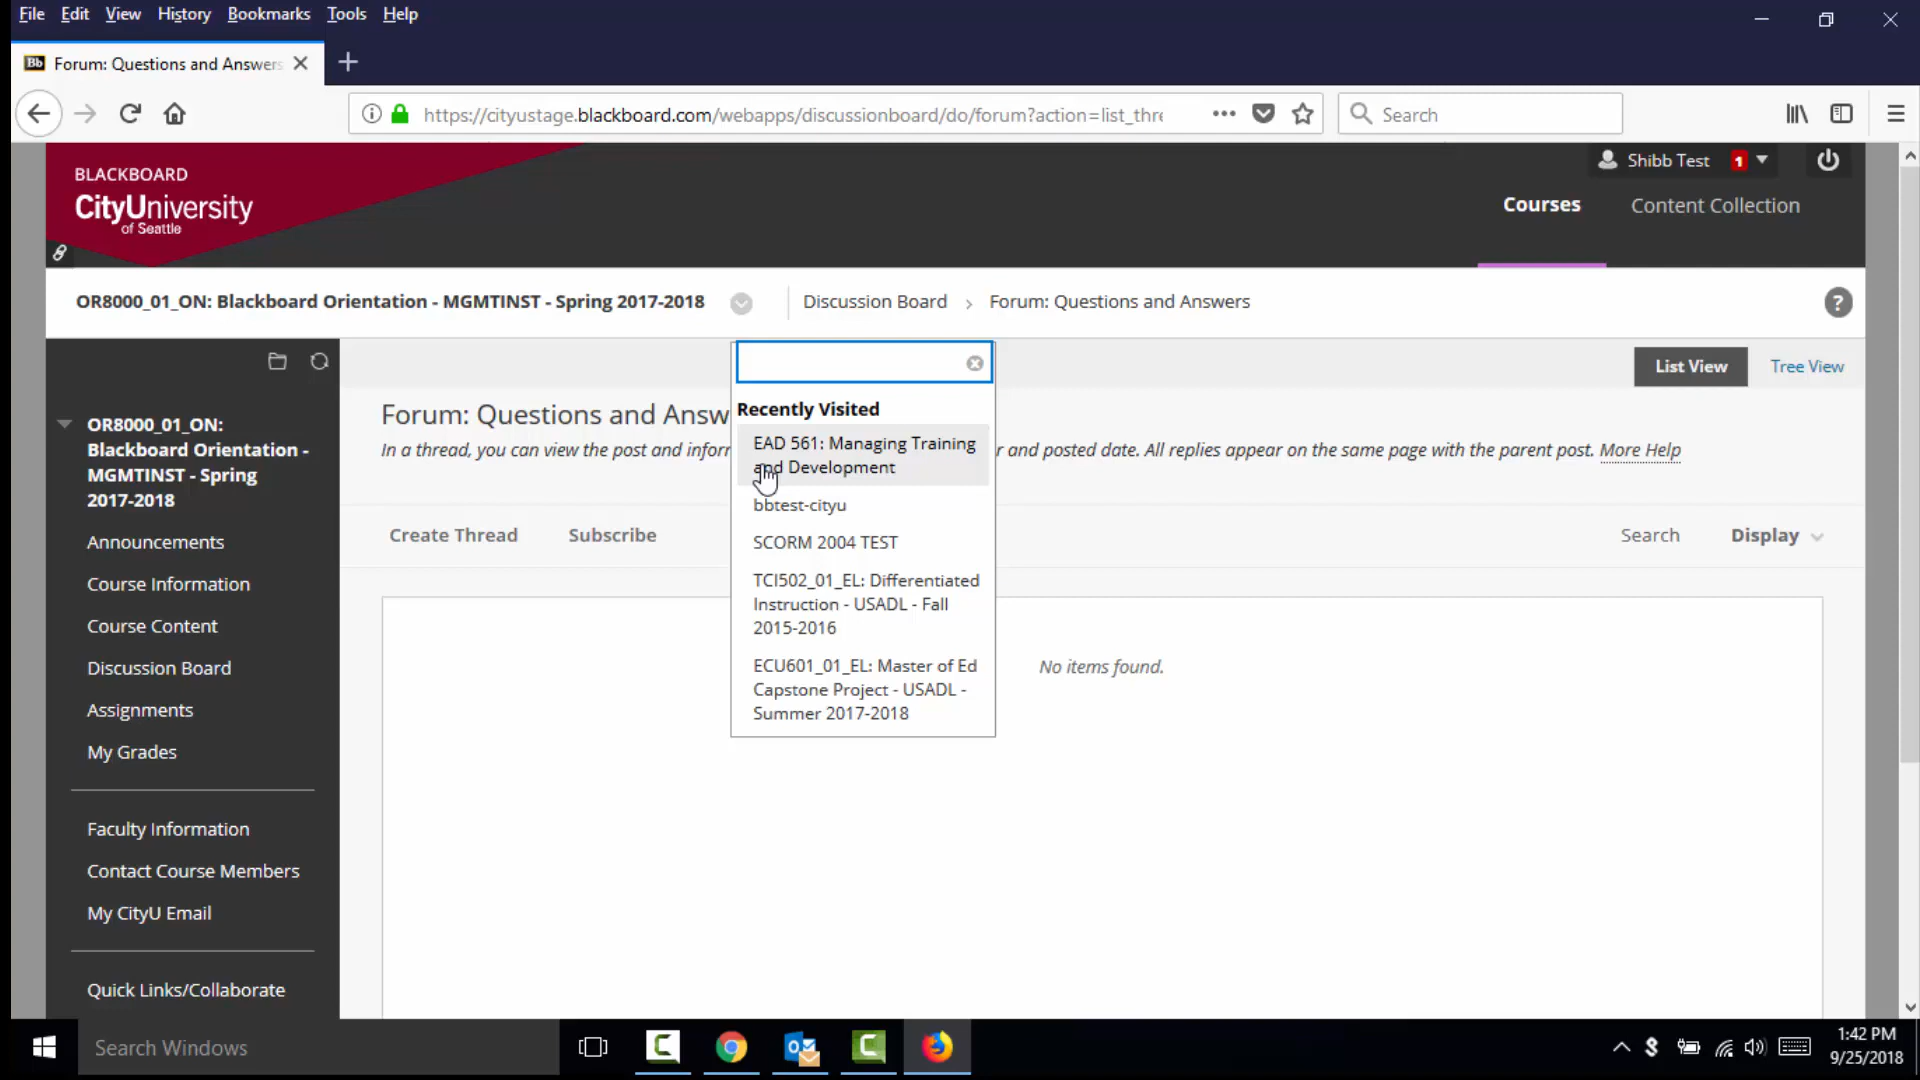 File Edit View History Bookmarks Tools Help
Bb Forum: Questions and Answers
https://cityustage.blackboard.com/webapps/discussionboard/do/forum?action=list_thre
Search
BLACKBOARD
CityUniversity
of Seattle
Shibb Test 1
Courses Content Collection
OR8000_01_ON: Blackboard Orientation - MGMTINST - Spring 2017-2018
Discussion Board > Forum: Questions and Answers
?
OR8000_01_ON:
Blackboard Orientation -
MGMTINST - Spring
2017-2018
Announcements
Course Information
Course Content
Discussion Board
Assignments
My Grades
Faculty Information
Contact Course Members
My CityU Email
Quick Links/Collaborate
List View Tree View
Forum: Questions and Answ
In a thread, you can view the post and infor r and posted date. All replies appear on the same page with the parent post. More Help
Create Thread Subscribe Search Display
Recently Visited
EAD 561: Managing Training
and Development
bbtest-cityu
SCORM 2004 TEST
TCI502_01_EL: Differentiated
Instruction - USADL - Fall
2015-2016
ECU601_01_EL: Master of Ed
Capstone Project - USADL -
Summer 2017-2018
No items found.
Search Windows
1:42 PM
9/25/2018